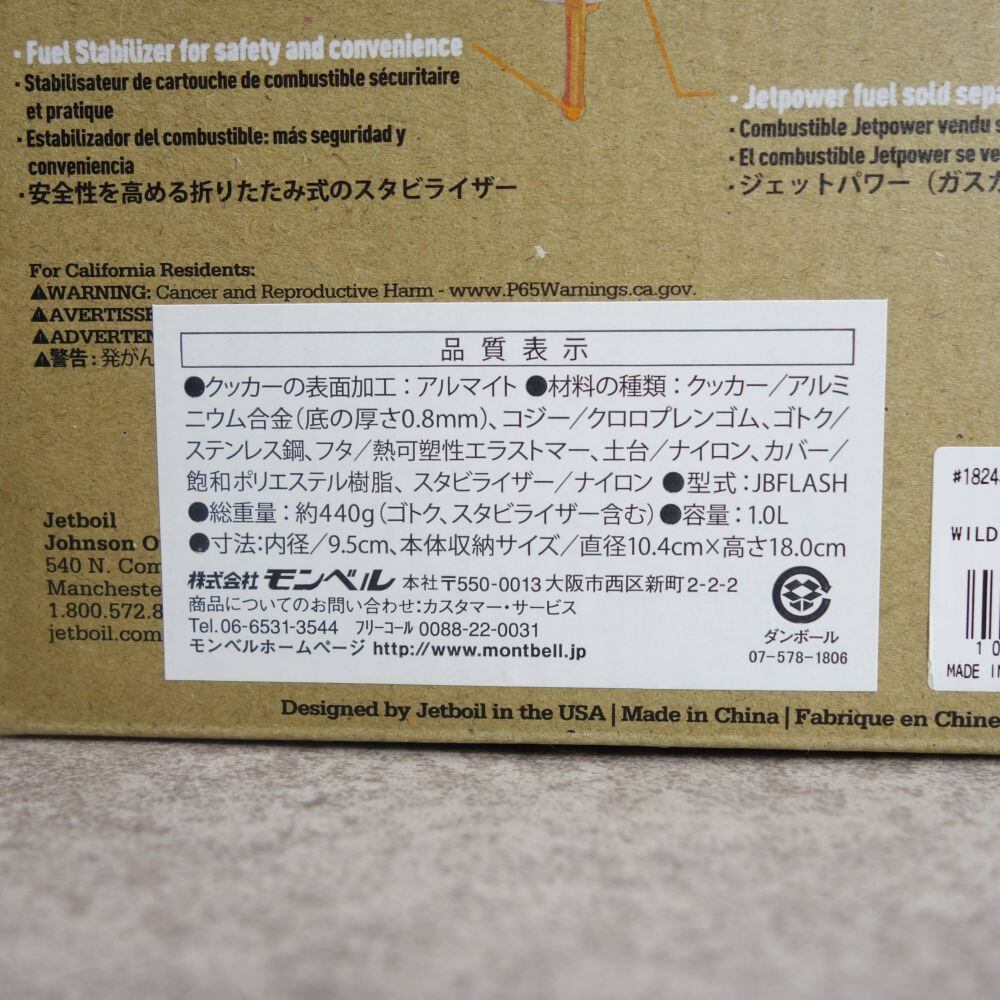 · Fuel Stabilizer for safety and convenience
· Stabilisateur de cartouche de combustible sécuritaire
et pratique
· Estabilizador del combustible: más seguridad y
conveniencia
· 安全性を高める折りたたみ式のスタビライザー
· Jetpower fuel sold
· Combustible Jetpower vendu
· El combustible Jetpower se
· ジェットパワー（ガス
For California Residents:
⚠WARNING: Cancer and Reproductive Harm - www.P65Warnings.ca.gov.
⚠警告：発がん
品質表示
●クッカーの表面加工：アルマイト ●材料の種類：クッカー／アルミ
ニウム合金（底の厚さ0.8mm）、コジー／クロロプレンゴム、ゴトク／
ステンレス鋼、フタ／熱可塑性エラストマー、土台／ナイロン、カバー／
飽和ポリエステル樹脂、スタビライザー／ナイロン ●型式：JBFLASH
●総重量：約440g（ゴトク、スタビライザー含む）●容量：1.0L
●寸法：内径／9.5cm、本体収納サイズ／直径10.4cm×高さ18.0cm
株式会社モンベル 本社〒550-0013 大阪市西区新町2-2-2
商品についてのお問い合わせ：カスタマー・サービス
Tel.06-6531-3544 フリーコール 0088-22-0031
モンベルホームページ http://www.montbell.jp
ダンボール
07-578-1806
Jetboil
Johnson
540 N.
Manchester
1.800.572.8
jetboil.com
#1824
WILD
10
MADE
Designed by Jetboil in the USA | Made in China | Fabrique en Chine